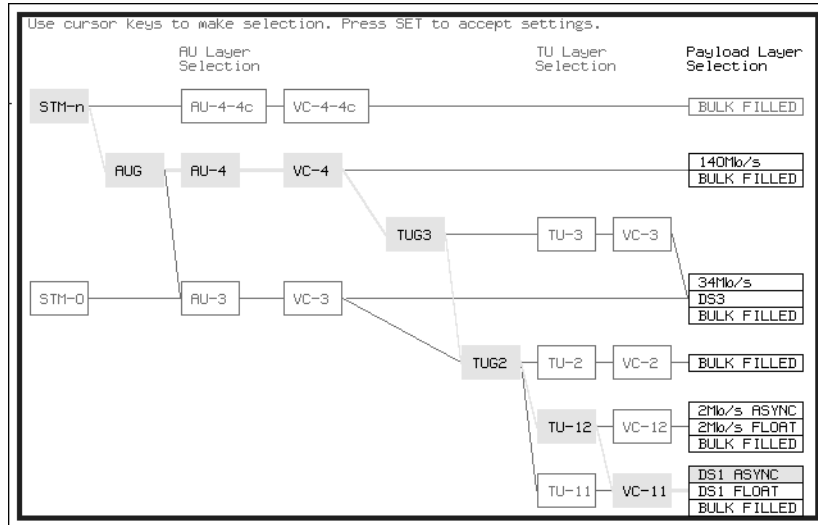 Use cursor Keys to make selection. Press SET to accept settings.
AU Layer Selection
TU Layer Selection
Payload Layer Selection
STM-n
AU-4-4c
VC-4-4c
BULK FILLED
AUG
AU-4
VC-4
140Mb/s
BULK FILLED
TUG3
TU-3
VC-3
34Mb/s
DS3
BULK FILLED
STM-0
AU-3
VC-3
TUG2
TU-2
VC-2
BULK FILLED
TU-12
VC-12
2Mb/s ASYNC
2Mb/s FLOAT
BULK FILLED
TU-11
VC-11
DS1 ASYNC
DS1 FLOAT
BULK FILLED